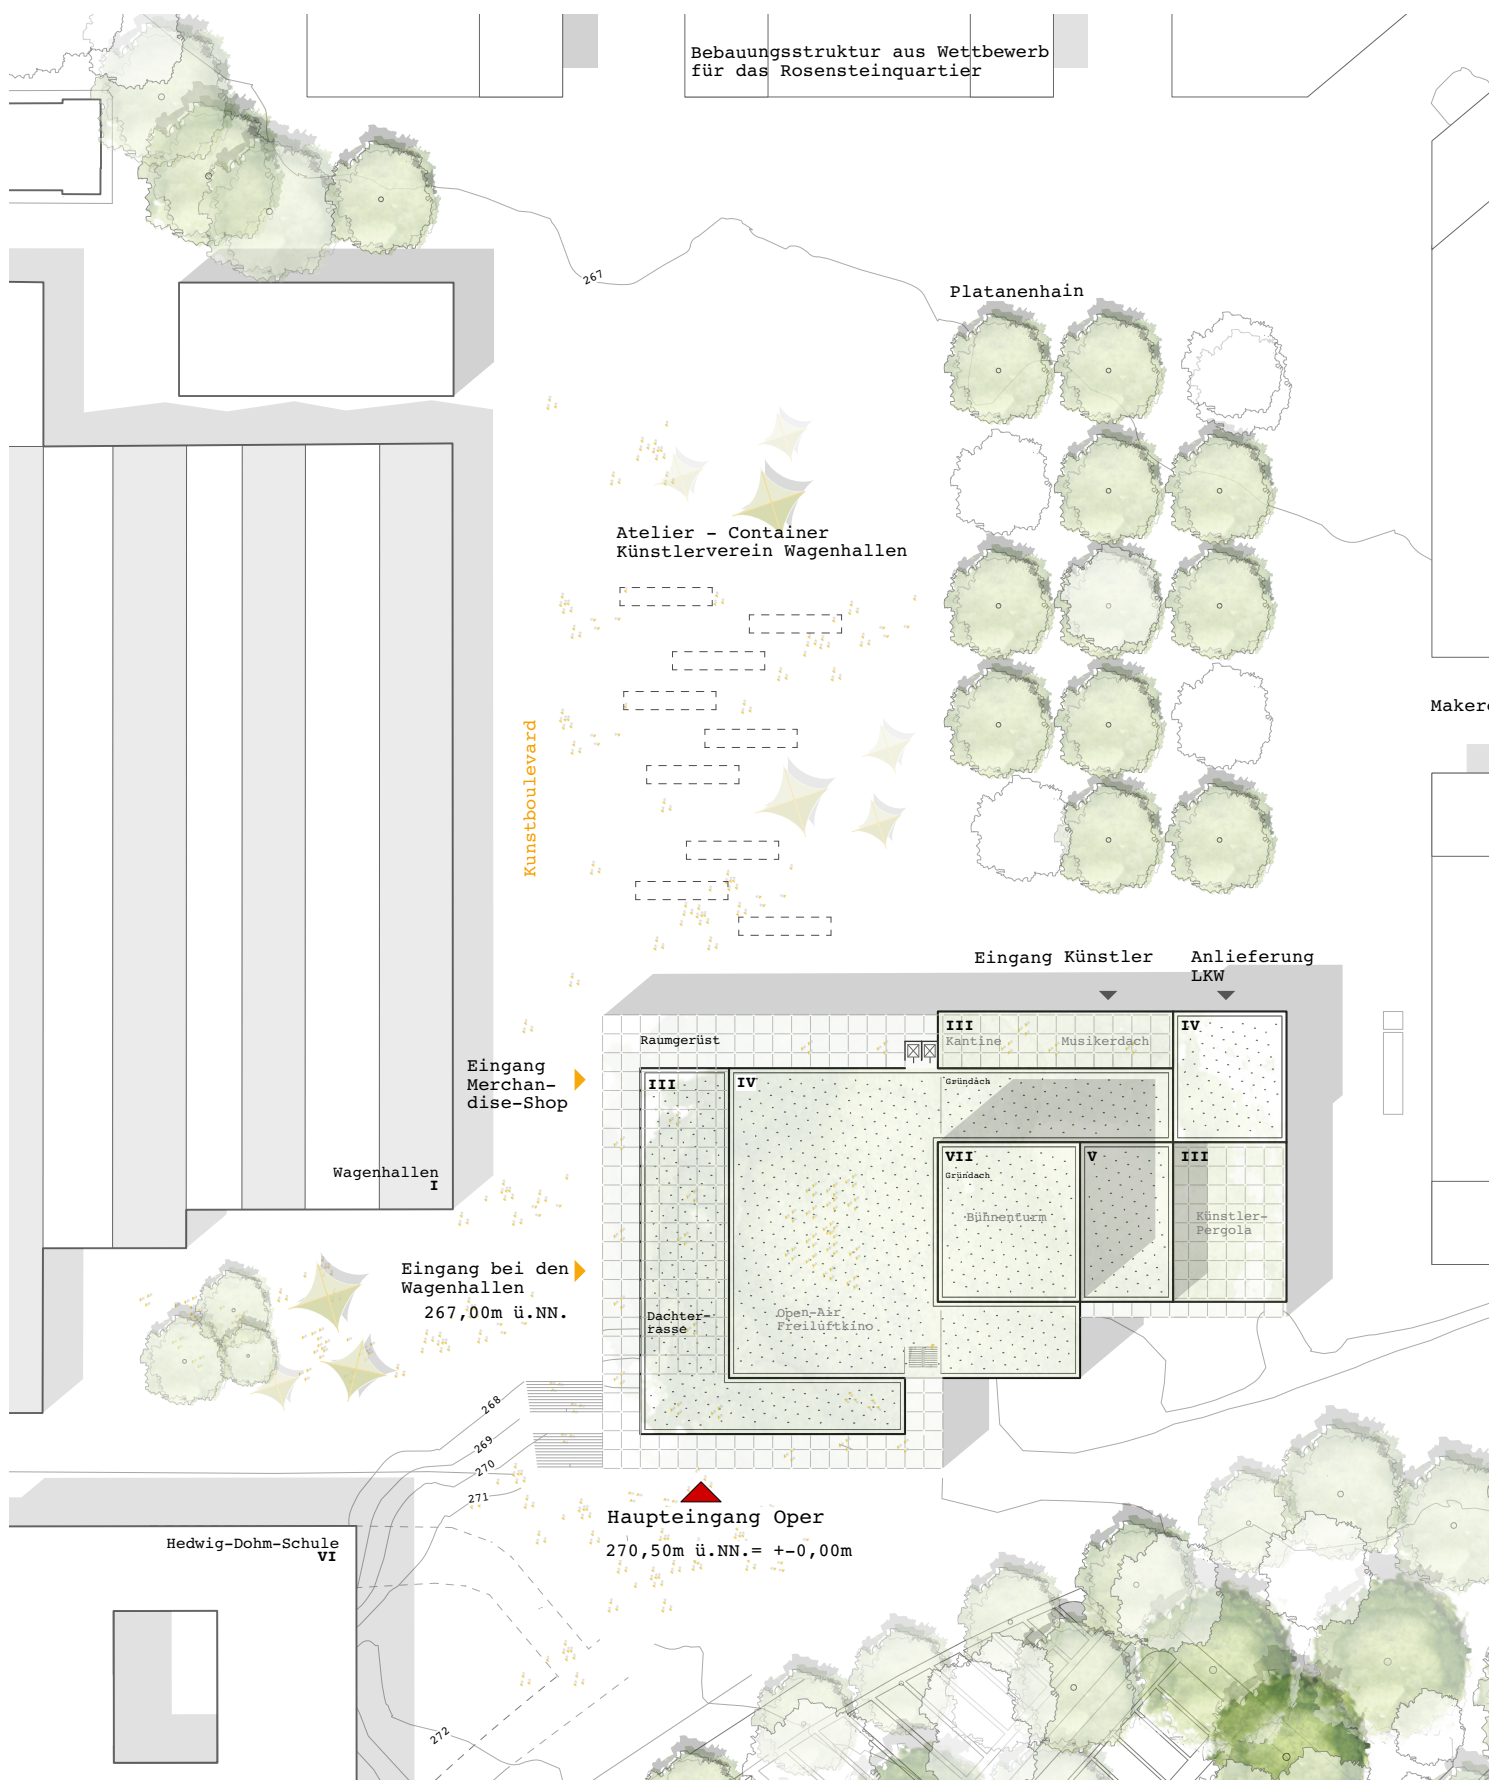 Bebauungsstruktur aus Wettbewerb
für das Rosensteinquartier
267
Platanenhain
Atelier – Container
Künstlerverein Wagenhallen
Kunstboulevard
Eingang Künstler
Anlieferung
LKW
Raumgerüst
III
Kantine
Musikerdach
IV
Eingang
Merchan-
dise-Shop
III
IV
Gründach
VII
Gründach
V
III
Wagenhallen
I
Bühnenturm
Künstler-
Pergola
Eingang bei den
Wagenhallen
267,00m ü.NN.
Dachter-
rasse
Open-Air
Freiluftkino
268
269
270
271
Haupteingang Oper
270,50m ü.NN.= +-0,00m
Hedwig-Dohm-Schule
VI
272